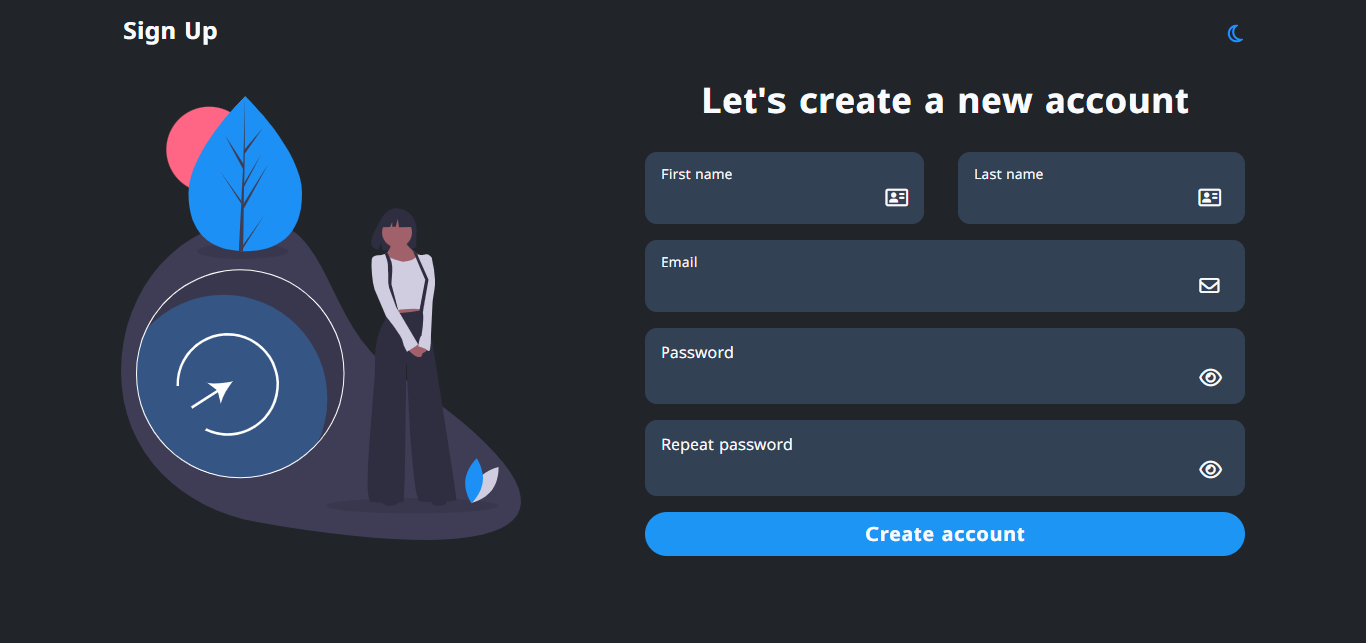 Sign Up
Let's create a new account
First name
Last name
Email
Password
Repeat password
Create account